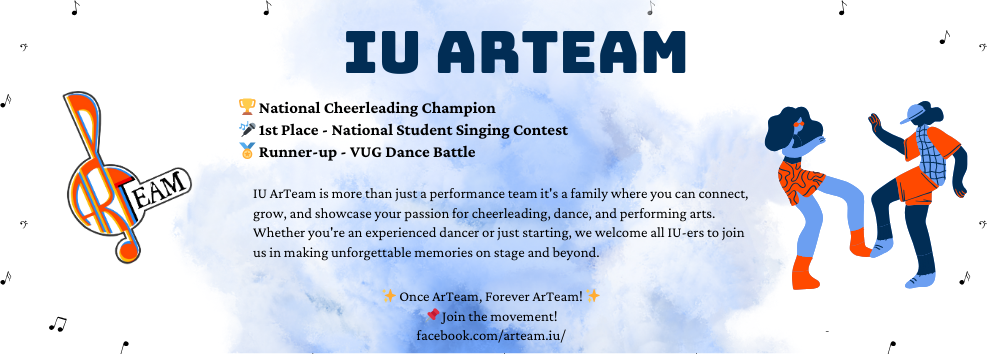 IU ARTEAM
🏆 National Cheerleading Champion
🎤 1st Place - National Student Singing Contest
🏅 Runner-up - VUG Dance Battle
ARTEAM
IU ArTeam is more than just a performance team it's a family where you can connect,
grow, and showcase your passion for cheerleading, dance, and performing arts.
Whether you're an experienced dancer or just starting, we welcome all IU-ers to join
us in making unforgettable memories on stage and beyond.
✨ Once ArTeam, Forever ArTeam! ✨
📌 Join the movement!
facebook.com/arteam.iu/